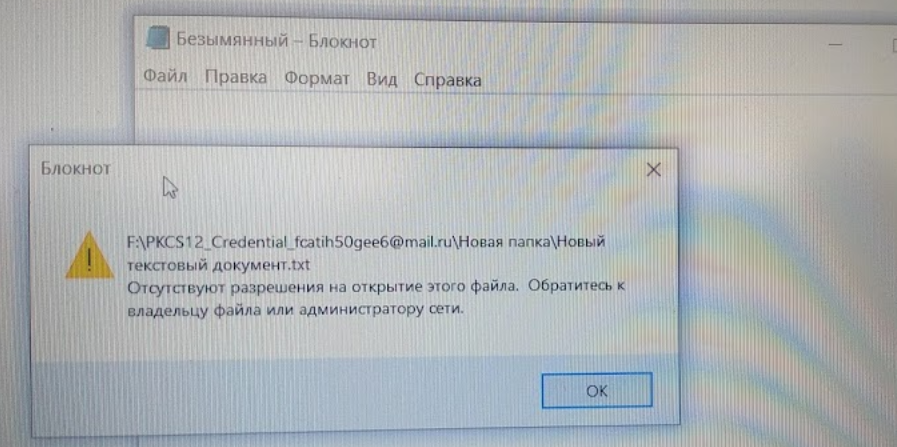 Безымянный – Блокнот
Файл Правка Формат Вид Справка
Блокнот
F:\PKCS12_Credential_fcatih50gee6@mail.ru\Новая папка\Новый
текстовый документ.txt
Отсутствуют разрешения на открытие этого файла. Обратитесь к
владельцу файла или администратору сети.
OK